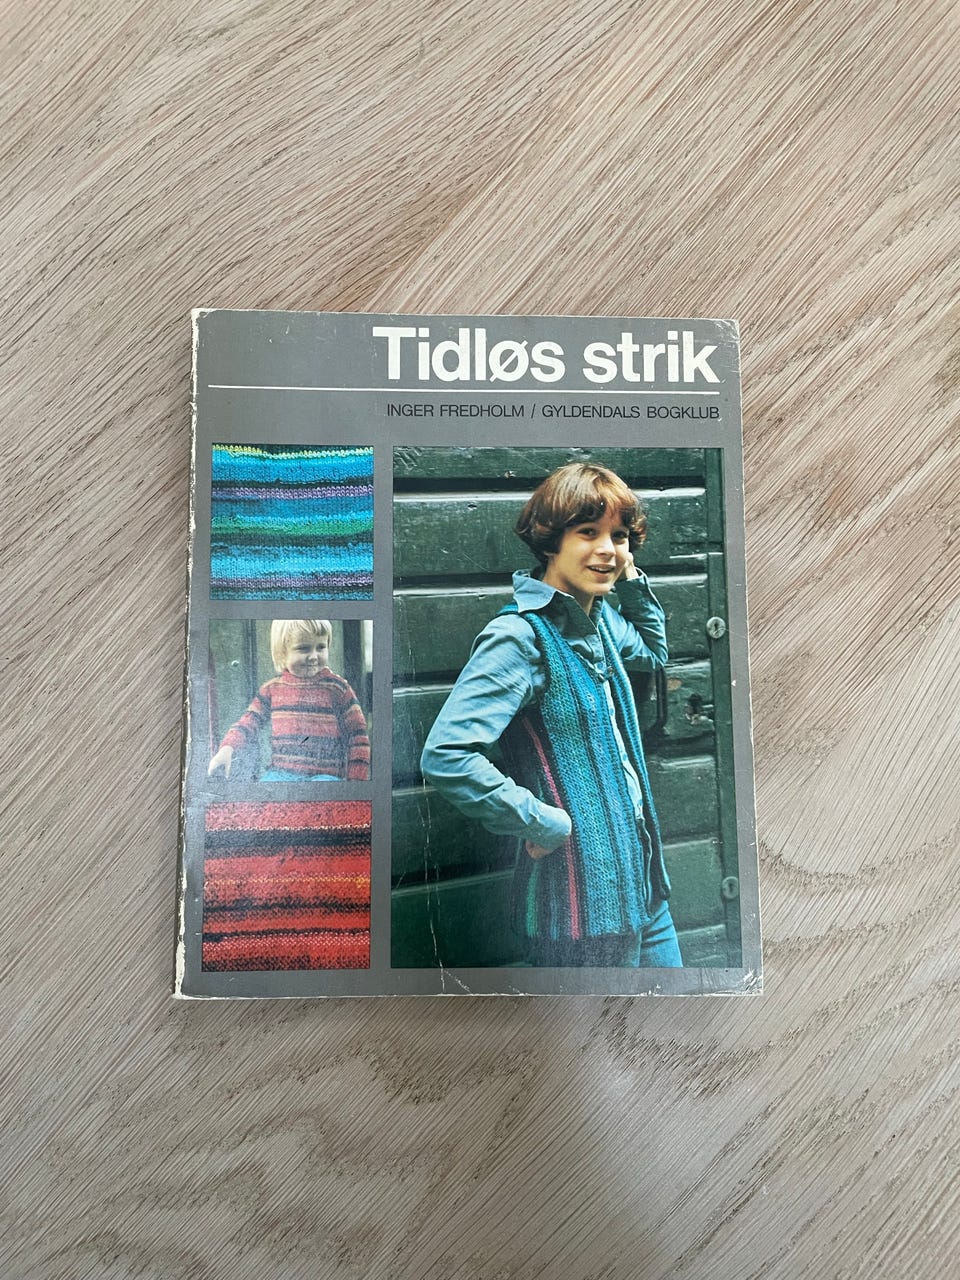 Tidløs strik
INGER FREDHOLM / GYLDENDALS BOGKLUB